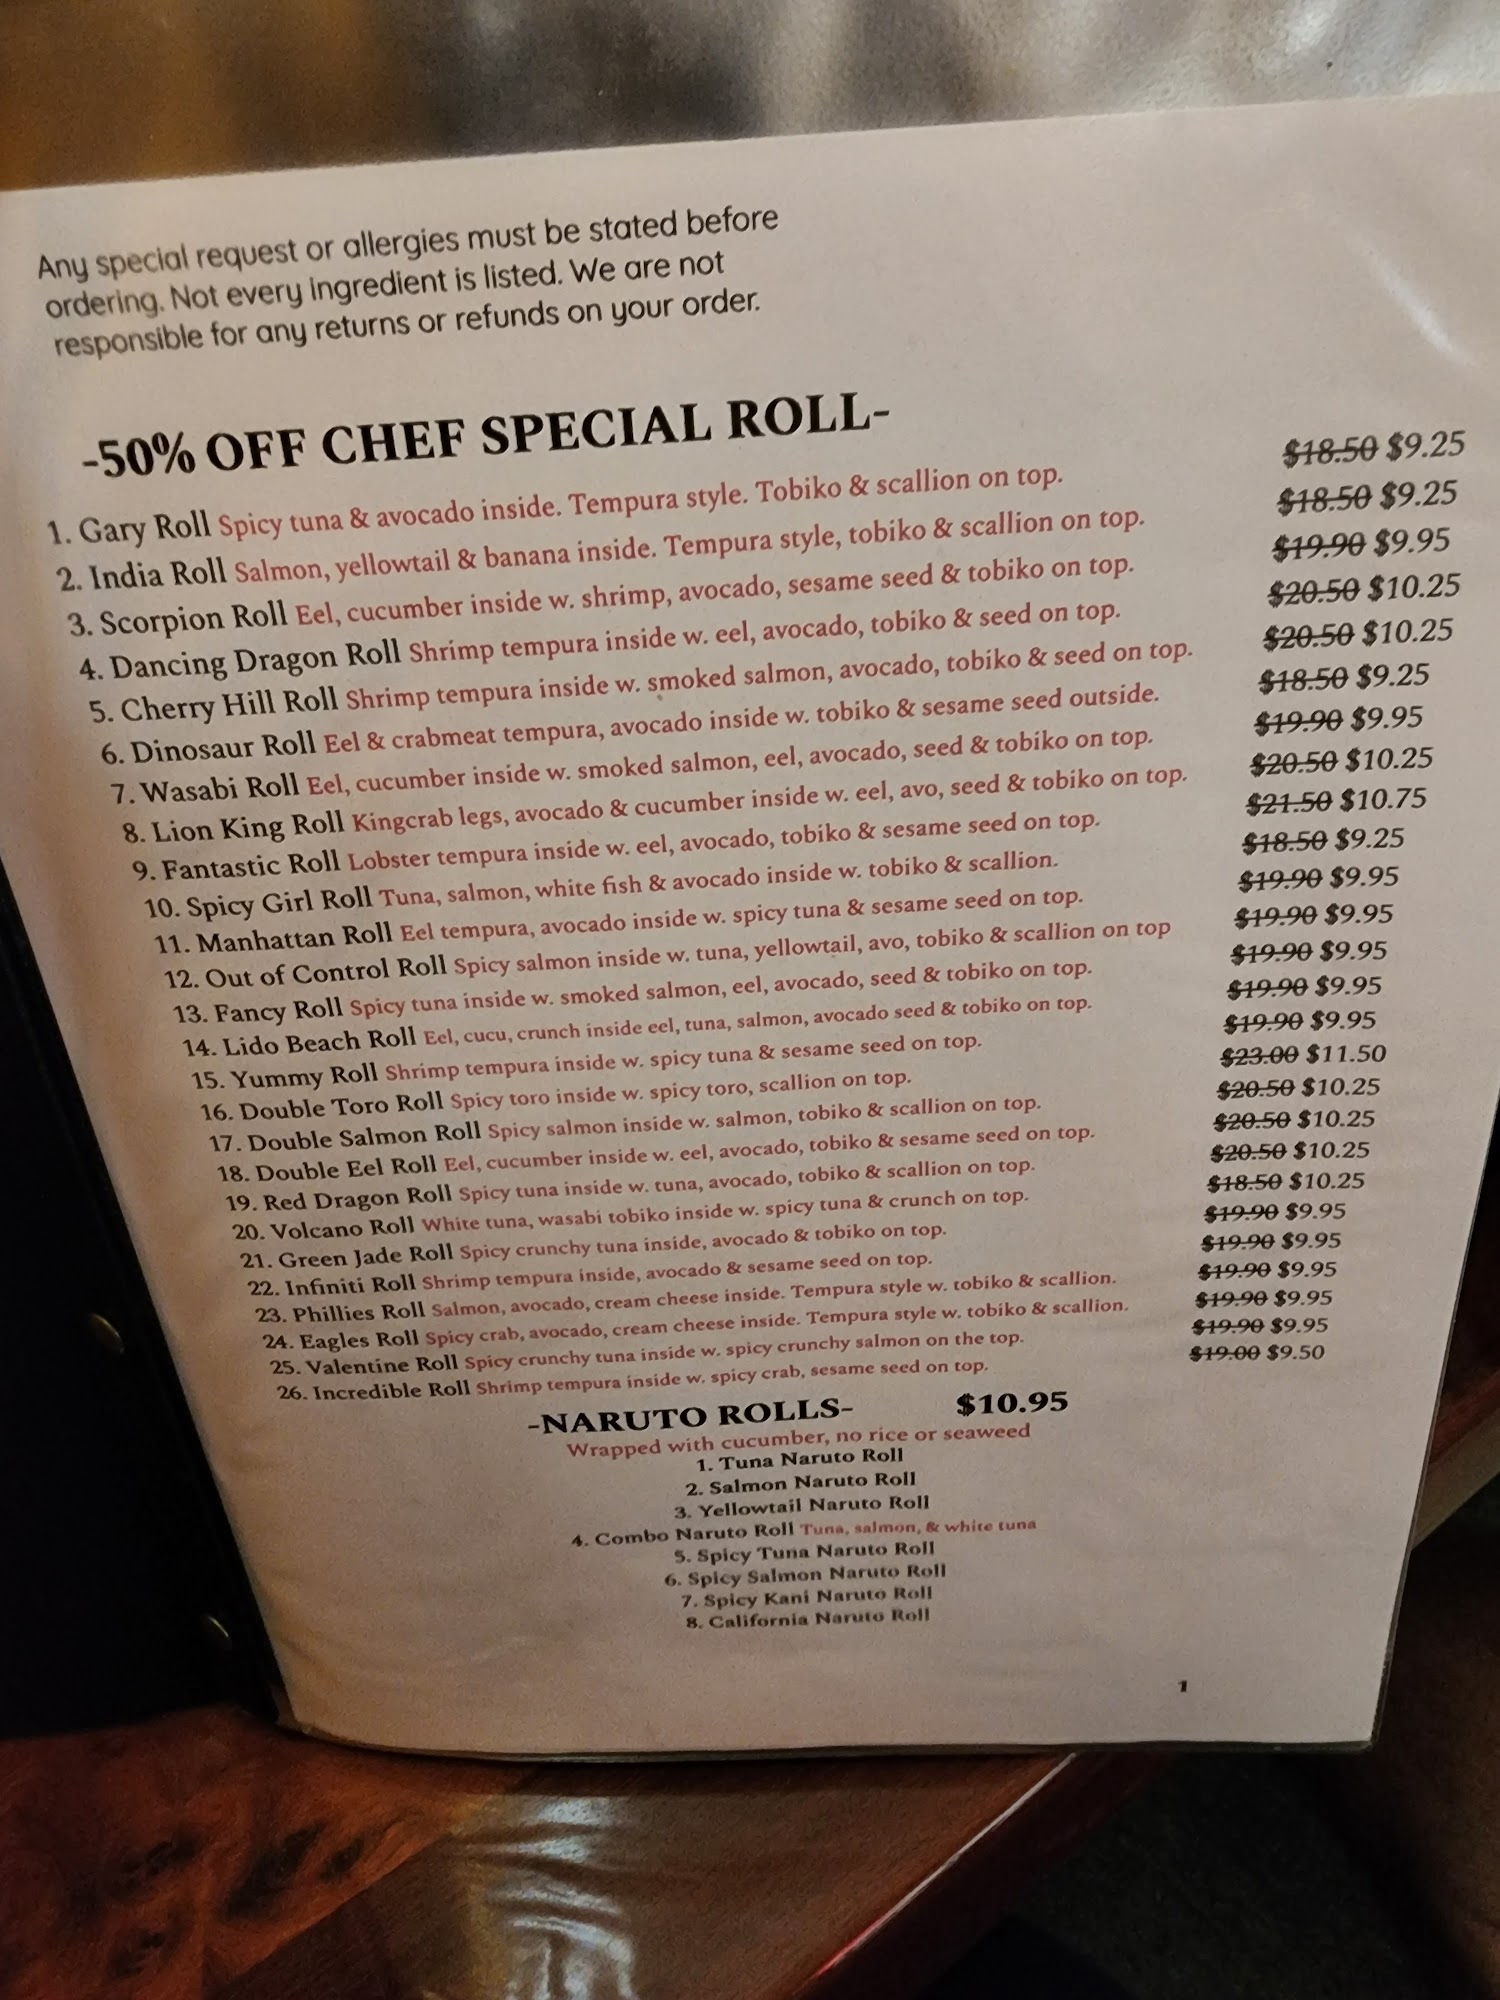 Any special request or allergies must be stated before
ordering. Not every ingredient is listed. We are not
responsible for any returns or refunds on your order.
-50% OFF CHEF SPECIAL ROLL-
1. Gary Roll Spicy tuna & avocado inside. Tempura style. Tobiko & scallion on top. $18.50 $9.25
2. India Roll Salmon, yellowtail & banana inside. Tempura style, tobiko & scallion on top. $18.50 $9.25
3. Scorpion Roll Eel, cucumber inside w. shrimp, avocado, sesame seed & tobiko on top. $19.90 $9.95
4. Dancing Dragon Roll Shrimp tempura inside w. eel, avocado, tobiko & seed on top. $20.50 $10.25
5. Cherry Hill Roll Shrimp tempura inside w. smoked salmon, avocado, tobiko & seed on top. $20.50 $10.25
6. Dinosaur Roll Eel & crabmeat tempura, avocado inside w. tobiko & sesame seed outside. $18.50 $9.25
7. Wasabi Roll Eel, cucumber inside w. smoked salmon, eel, avocado, seed & tobiko on top. $19.90 $9.95
8. Lion King Roll Kingcrab legs, avocado & cucumber inside w. eel, avo, seed & tobiko on top. $20.50 $10.25
9. Fantastic Roll Lobster tempura inside w. eel, avocado, tobiko & sesame seed on top. $21.50 $10.75
10. Spicy Girl Roll Tuna, salmon, white fish & avocado inside w. tobiko & scallion. $18.50 $9.25
11. Manhattan Roll Eel tempura, avocado inside w. spicy tuna & sesame seed on top. $19.90 $9.95
12. Out of Control Roll Spicy salmon inside w. tuna, yellowtail, avo, tobiko & scallion on top $19.90 $9.95
13. Fancy Roll Spicy tuna inside w. smoked salmon, eel, avocado, seed & tobiko on top. $19.90 $9.95
14. Lido Beach Roll Eel, cucu, crunch inside eel, tuna, salmon, avocado seed & tobiko on top. $19.90 $9.95
15. Yummy Roll Shrimp tempura inside w. spicy tuna & sesame seed on top. $19.90 $9.95
16. Double Toro Roll Spicy toro inside w. spicy toro, scallion on top. $23.00 $11.50
17. Double Salmon Roll Spicy salmon inside w. salmon, tobiko & scallion on top. $20.50 $10.25
18. Double Eel Roll Eel, cucumber inside w. eel, avocado, tobiko & sesame seed on top. $20.50 $10.25
19. Red Dragon Roll Spicy tuna inside w. tuna, avocado, tobiko & scallion on top. $20.50 $10.25
20. Volcano Roll White tuna, wasabi tobiko inside w. spicy tuna & crunch on top. $18.50 $10.25
21. Green Jade Roll Spicy crunchy tuna inside, avocado & tobiko on top. $19.90 $9.95
22. Infiniti Roll Shrimp tempura inside, avocado & sesame seed on top. $19.90 $9.95
23. Phillies Roll Salmon, avocado, cream cheese inside. Tempura style w. tobiko & scallion. $19.90 $9.95
24. Eagles Roll Spicy crab, avocado, cream cheese inside. Tempura style w. tobiko & scallion. $19.90 $9.95
25. Valentine Roll Spicy crunchy tuna inside w. spicy crunchy salmon on the top. $19.90 $9.95
26. Incredible Roll Shrimp tempura inside w. spicy crab, sesame seed on top. $19.00 $9.50
-NARUTO ROLLS- $10.95
Wrapped with cucumber, no rice or seaweed
1. Tuna Naruto Roll
2. Salmon Naruto Roll
3. Yellowtail Naruto Roll
4. Combo Naruto Roll Tuna, salmon, & white tuna
5. Spicy Tuna Naruto Roll
6. Spicy Salmon Naruto Roll
7. Spicy Kani Naruto Roll
8. California Naruto Roll
1